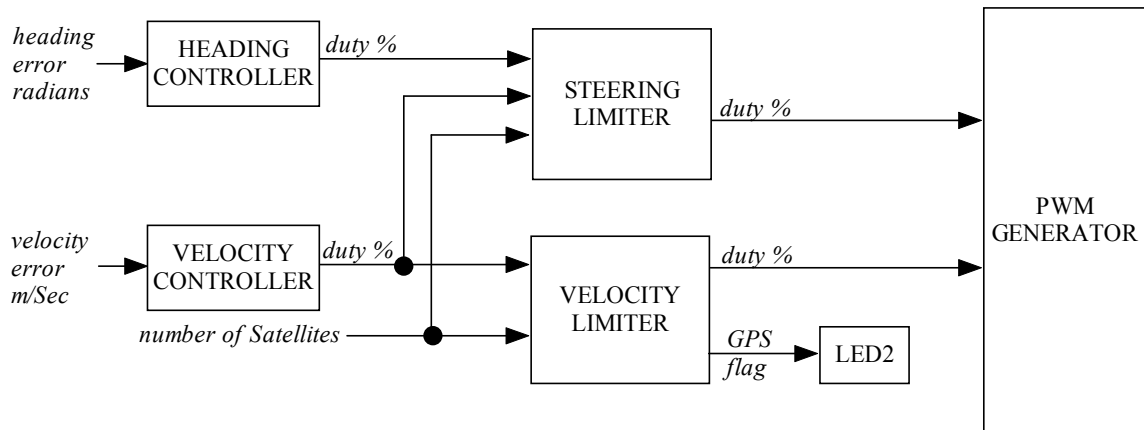 heading
error
radians
HEADING
CONTROLLER
duty %
STEERING
LIMITER
duty %
PWM
GENERATOR
velocity
error
m/Sec
VELOCITY
CONTROLLER
duty %
number of Satellites
VELOCITY
LIMITER
duty %
GPS
flag
LED2